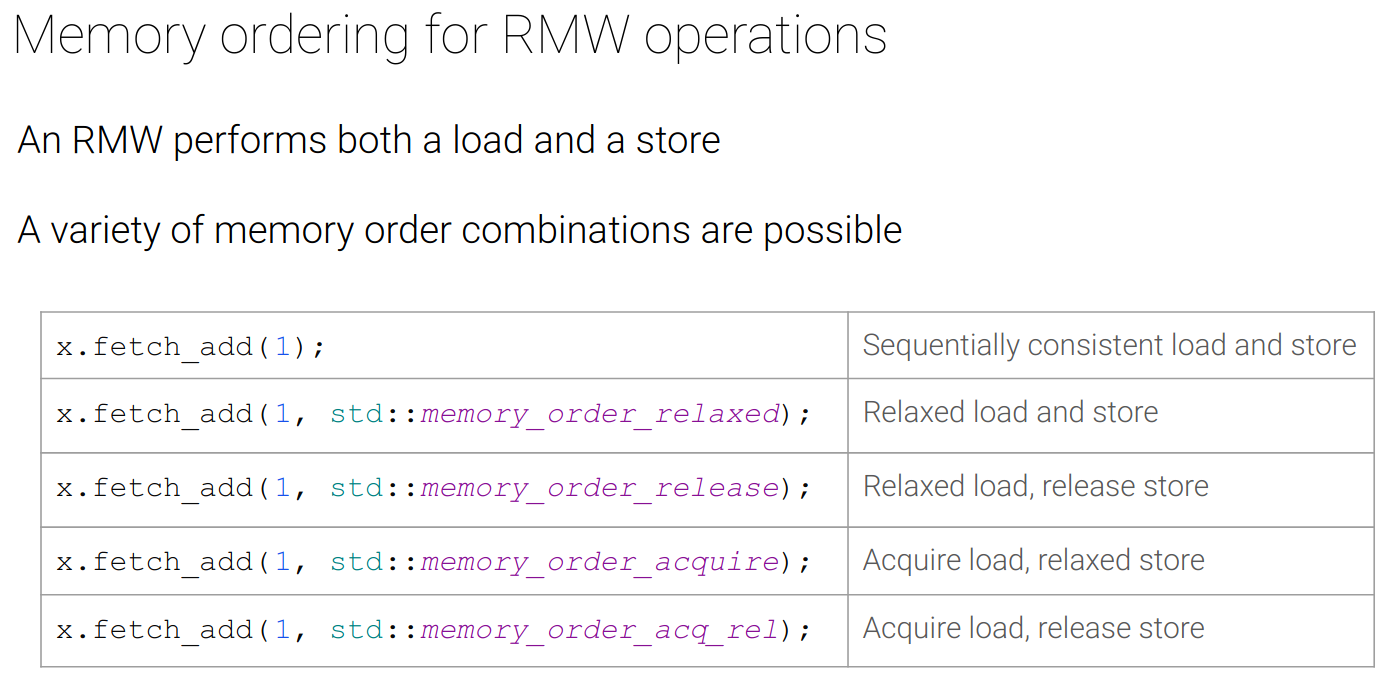 Memory ordering for RMW operations
An RMW performs both a load and a store
A variety of memory order combinations are possible
x.fetch_add(1); Sequentially consistent load and store
x.fetch_add(1, std::memory_order_relaxed); Relaxed load and store
x.fetch_add(1, std::memory_order_release); Relaxed load, release store
x.fetch_add(1, std::memory_order_acquire); Acquire load, relaxed store
x.fetch_add(1, std::memory_order_acq_rel); Acquire load, release store